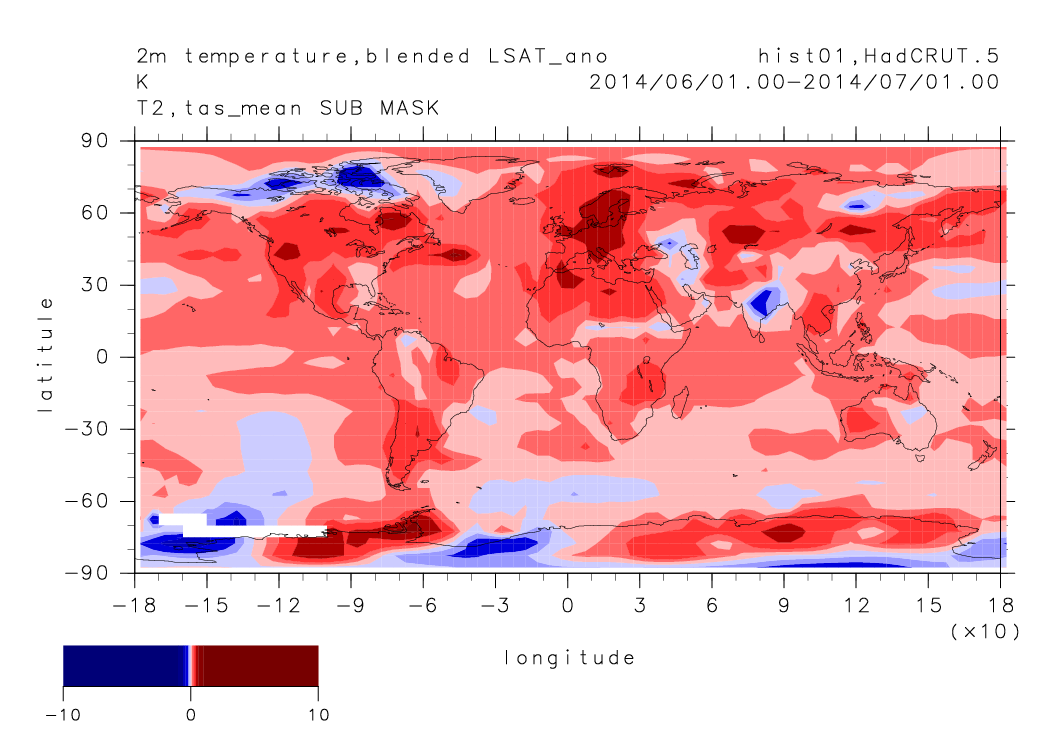 2m temperature,blended LSAT_ano hist01,HadCRUT.5
K 2014/06/01.00-2014/07/01.00
T2,tas_mean SUB MASK
90
60
30
0
-30
-60
-90
latitude
-18 -15 -12 -9 -6 -3 0 3 6 9 12 15 18
(×10)
longitude
-10 0 10